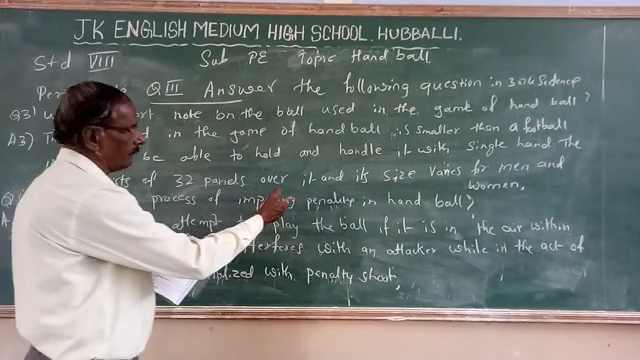 JK ENGLISH MEDIUM HIGH SCHOOL. HUBBALLI.
Std VIII Sub PE Topic Hand ball
QIII Answer the following question in 3 or 4 Sentence
Q3) note on the ball used in the game of hand ball?
A3) in the game of hand ball is smaller than a football
be able to hold and handle it with single hand The
of 32 panels over it and its size varies for men and
women.
process of penality in hand ball?
attempt to play the ball if it is in the air within
interferes with an attacker while in the act of
with penalty shoot,